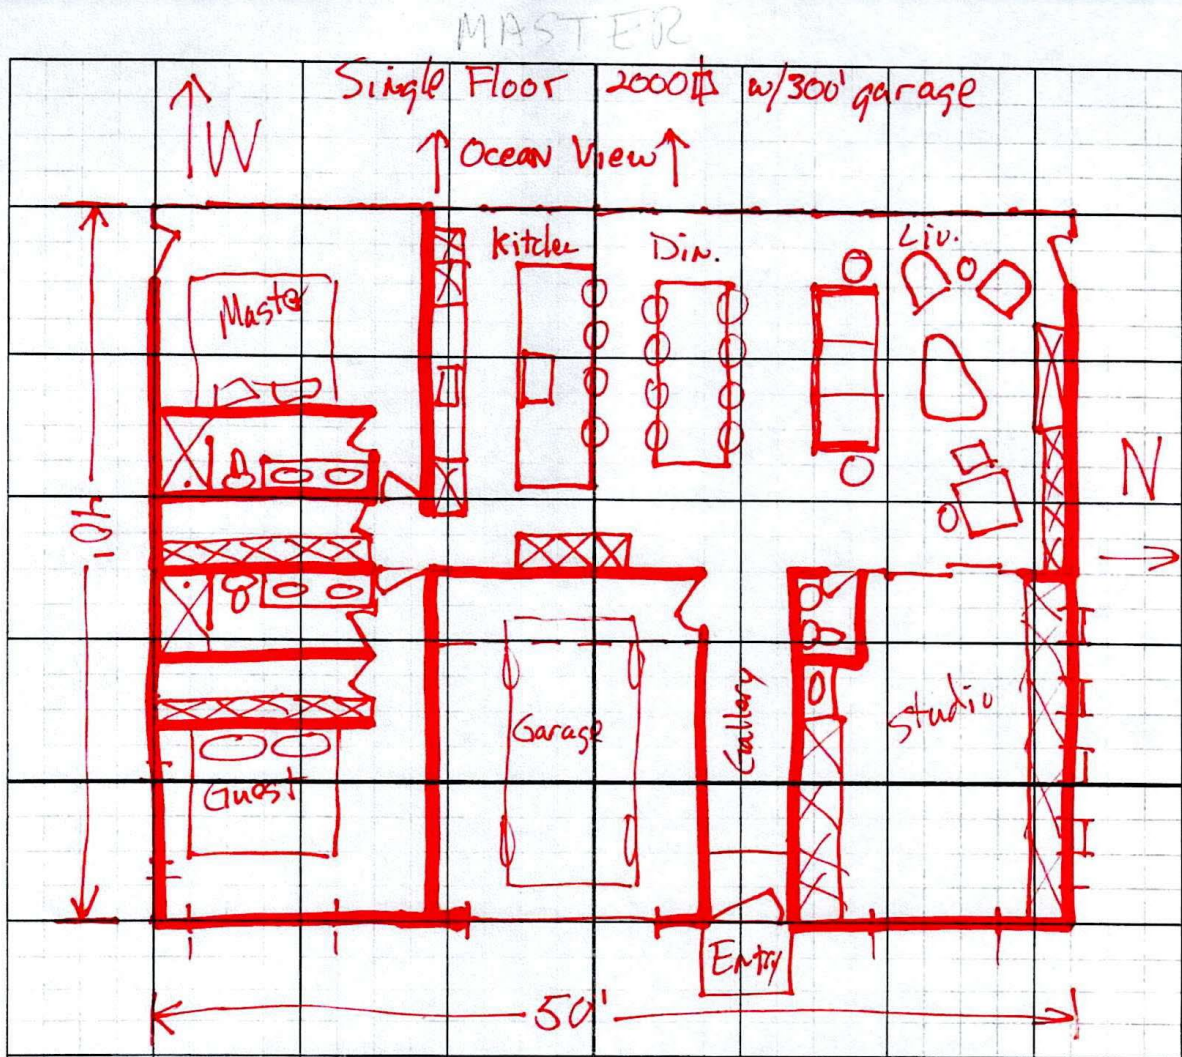 MASTER
Single Floor 2000# w/300' garage
W
Ocean View
Kitchen
Din.
Liv.
Master
N
40'
Studio
Gallery
Garage
Guest
Entry
50'